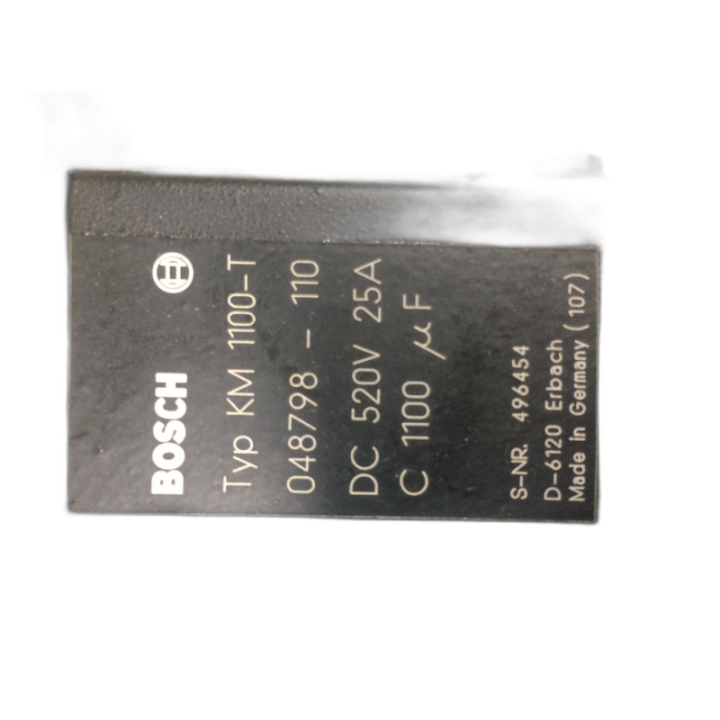 BOSCH
Typ KM 1100-T
048798 - 110
DC 520V 25A
C 1100 µF
S-NR. 496454
D-6120 Erbach
Made in Germany (107)